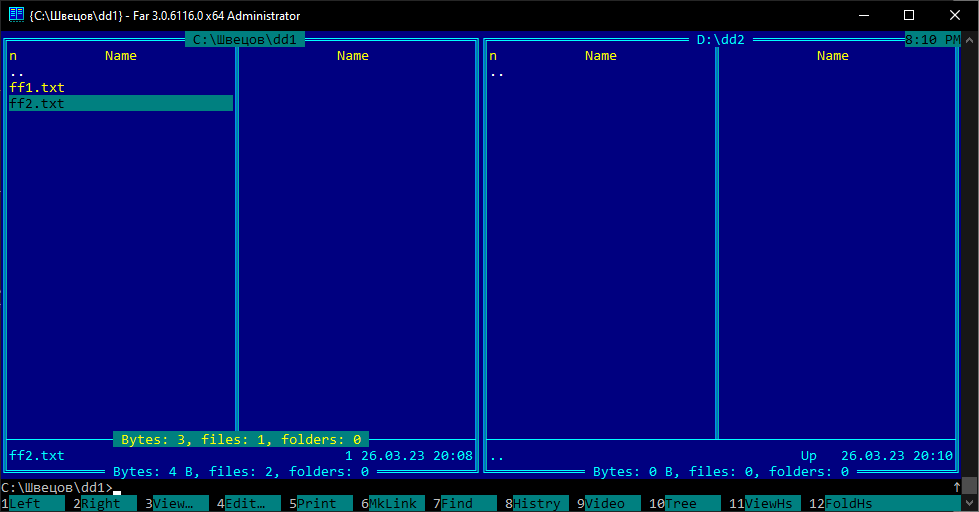 {C:\Швецов\dd1} - Far 3.0.6116.0 x64 Administrator
C:\Швецов\dd1 D:\dd2 8:10 PM
n Name Name n Name Name
.. ..
ff1.txt
ff2.txt
Bytes: 3, files: 1, folders: 0
ff2.txt 1 26.03.23 20:08 .. Up 26.03.23 20:10
Bytes: 4 B, files: 2, folders: 0 Bytes: 0 B, files: 0, folders: 0
C:\Швецов\dd1>
1Left 2Right 3View… 4Edit… 5Print 6MkLink 7Find 8Histry 9Video 10Tree 11ViewHs 12FoldHs